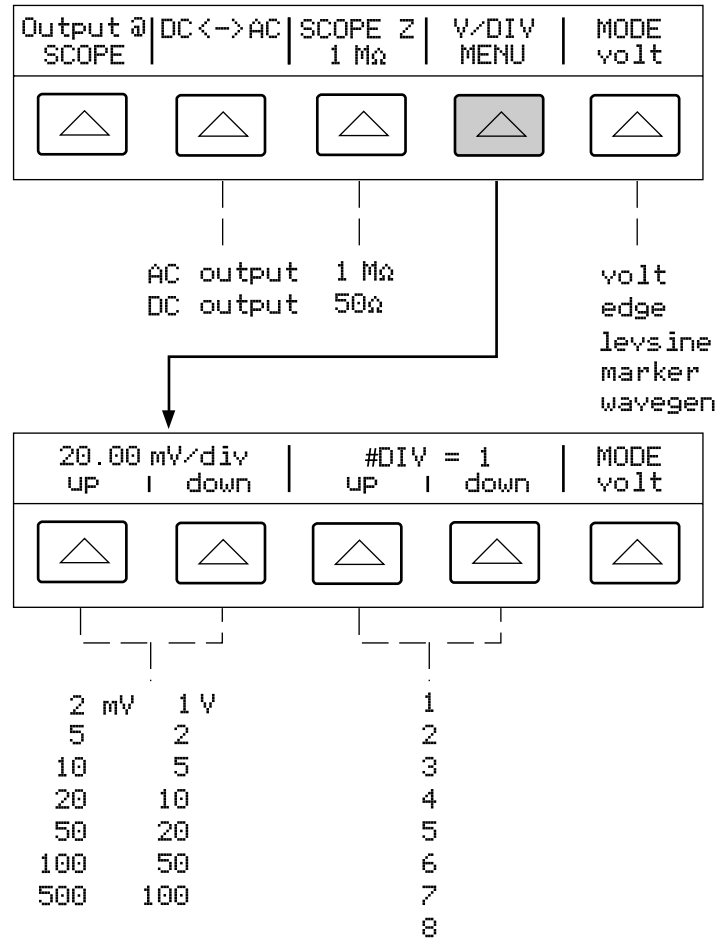 Output @ DC<->AC SCOPE Z V/DIV MODE
SCOPE 1 MΩ MENU volt
AC output 1 MΩ volt
DC output 50Ω edge
levsine
marker
wavegen
20.00 mV/div #DIV = 1 MODE
up down up down volt
2 mV 1 V 1
5 2 2
10 5 3
20 10 4
50 20 5
100 50 6
500 100 7
8